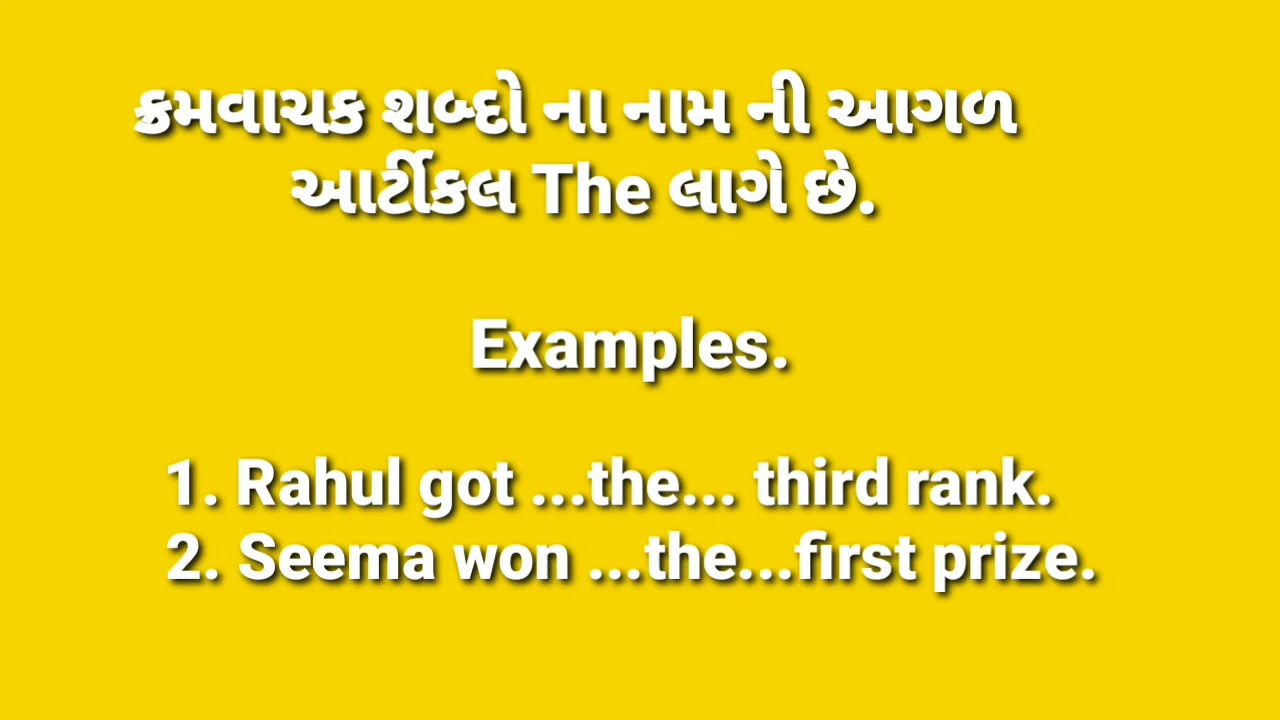 ક્રમવાચક શબ્દો ના નામ ની આગળ
આર્ટીકલ The લાગે છે.
Examples.
1. Rahul got ...the... third rank.
2. Seema won ...the...first prize.